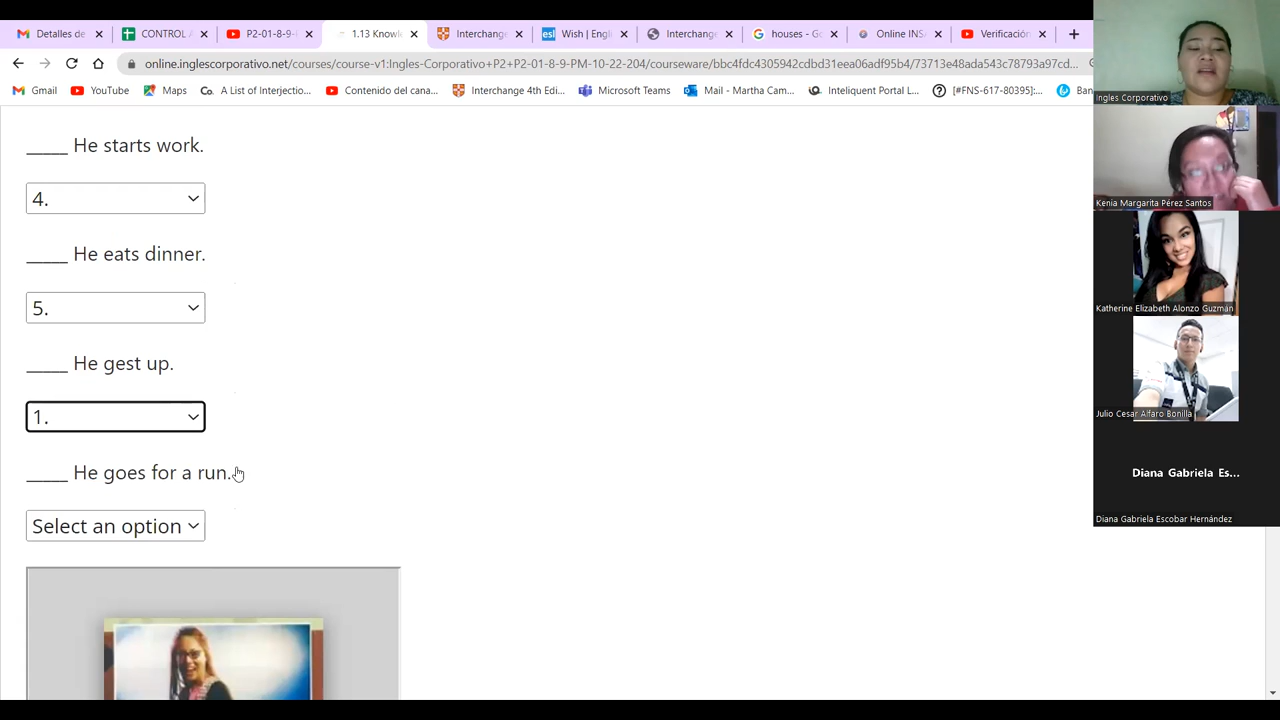 Detalles de
CONTROL A
P2-01-8-9-
1.13 Knowl
Interchange
Wish | Engl
Interchange
houses - Go
Online INS
Verificación
online.inglescorporativo.net/courses/course-v1:Ingles-Corporativo+P2+P2-01-8-9-PM-10-22-204/courseware/bbc4fdc4305942cdbd31eea06adf95b4/73713e48ada543c78793a97cd...
Gmail
YouTube
Maps
A List of Interjectio...
Contenido del cana...
Interchange 4th Edi...
Microsoft Teams
Mail - Martha Cam...
Inteliquent Portal L...
[#FNS-617-80395]:...
Ban
_____ He starts work.
4.
_____ He eats dinner.
5.
_____ He gest up.
1.
_____ He goes for a run.
Select an option
Ingles Corporativo
Kenia Margarita Pérez Santos
Katherine Elizabeth Alonzo Guzmán
Julio Cesar Alfaro Bonilla
Diana Gabriela Es...
Diana Gabriela Escobar Hernández